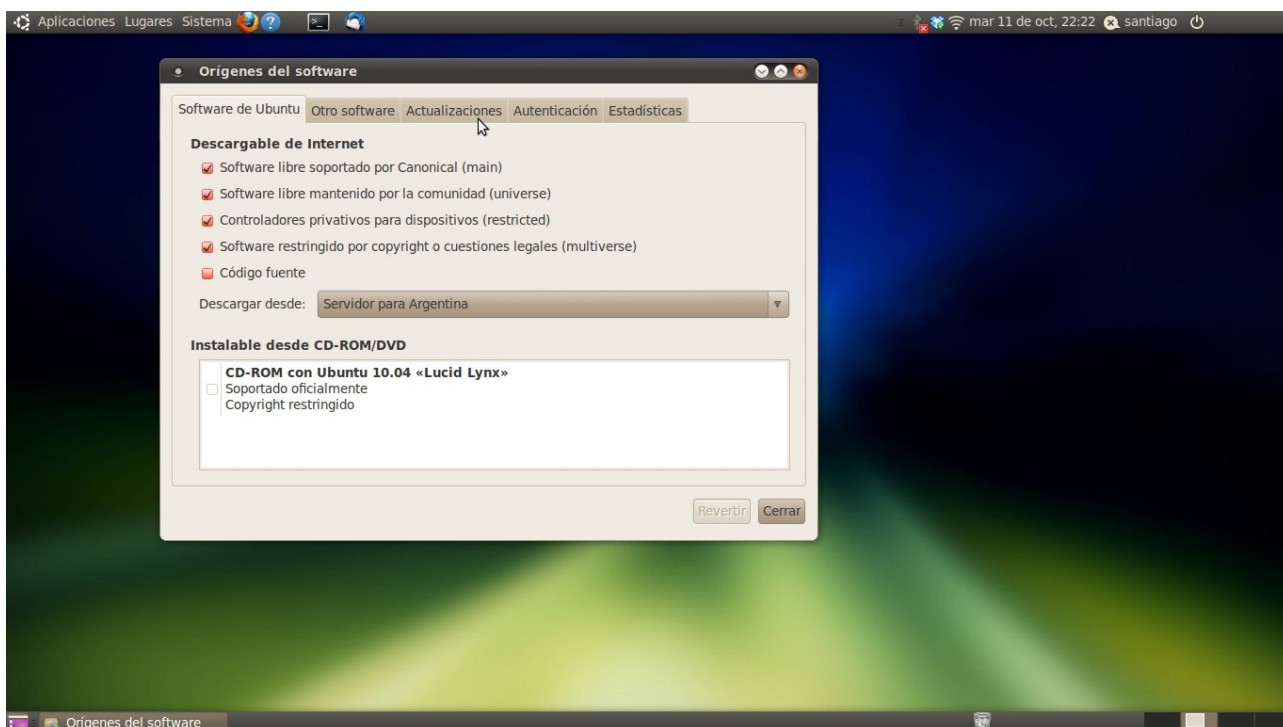 Aplicaciones Lugares Sistema mar 11 de oct, 22:22 santiago
Orígenes del software
Software de Ubuntu Otro software Actualizaciones Autenticación Estadísticas
Descargable de Internet
Software libre soportado por Canonical (main)
Software libre mantenido por la comunidad (universe)
Controladores privativos para dispositivos (restricted)
Software restringido por copyright o cuestiones legales (multiverse)
Código fuente
Descargar desde: Servidor para Argentina
Instalable desde CD-ROM/DVD
CD-ROM con Ubuntu 10.04 «Lucid Lynx»
Soportado oficialmente
Copyright restringido
Revertir Cerrar
Orígenes del software